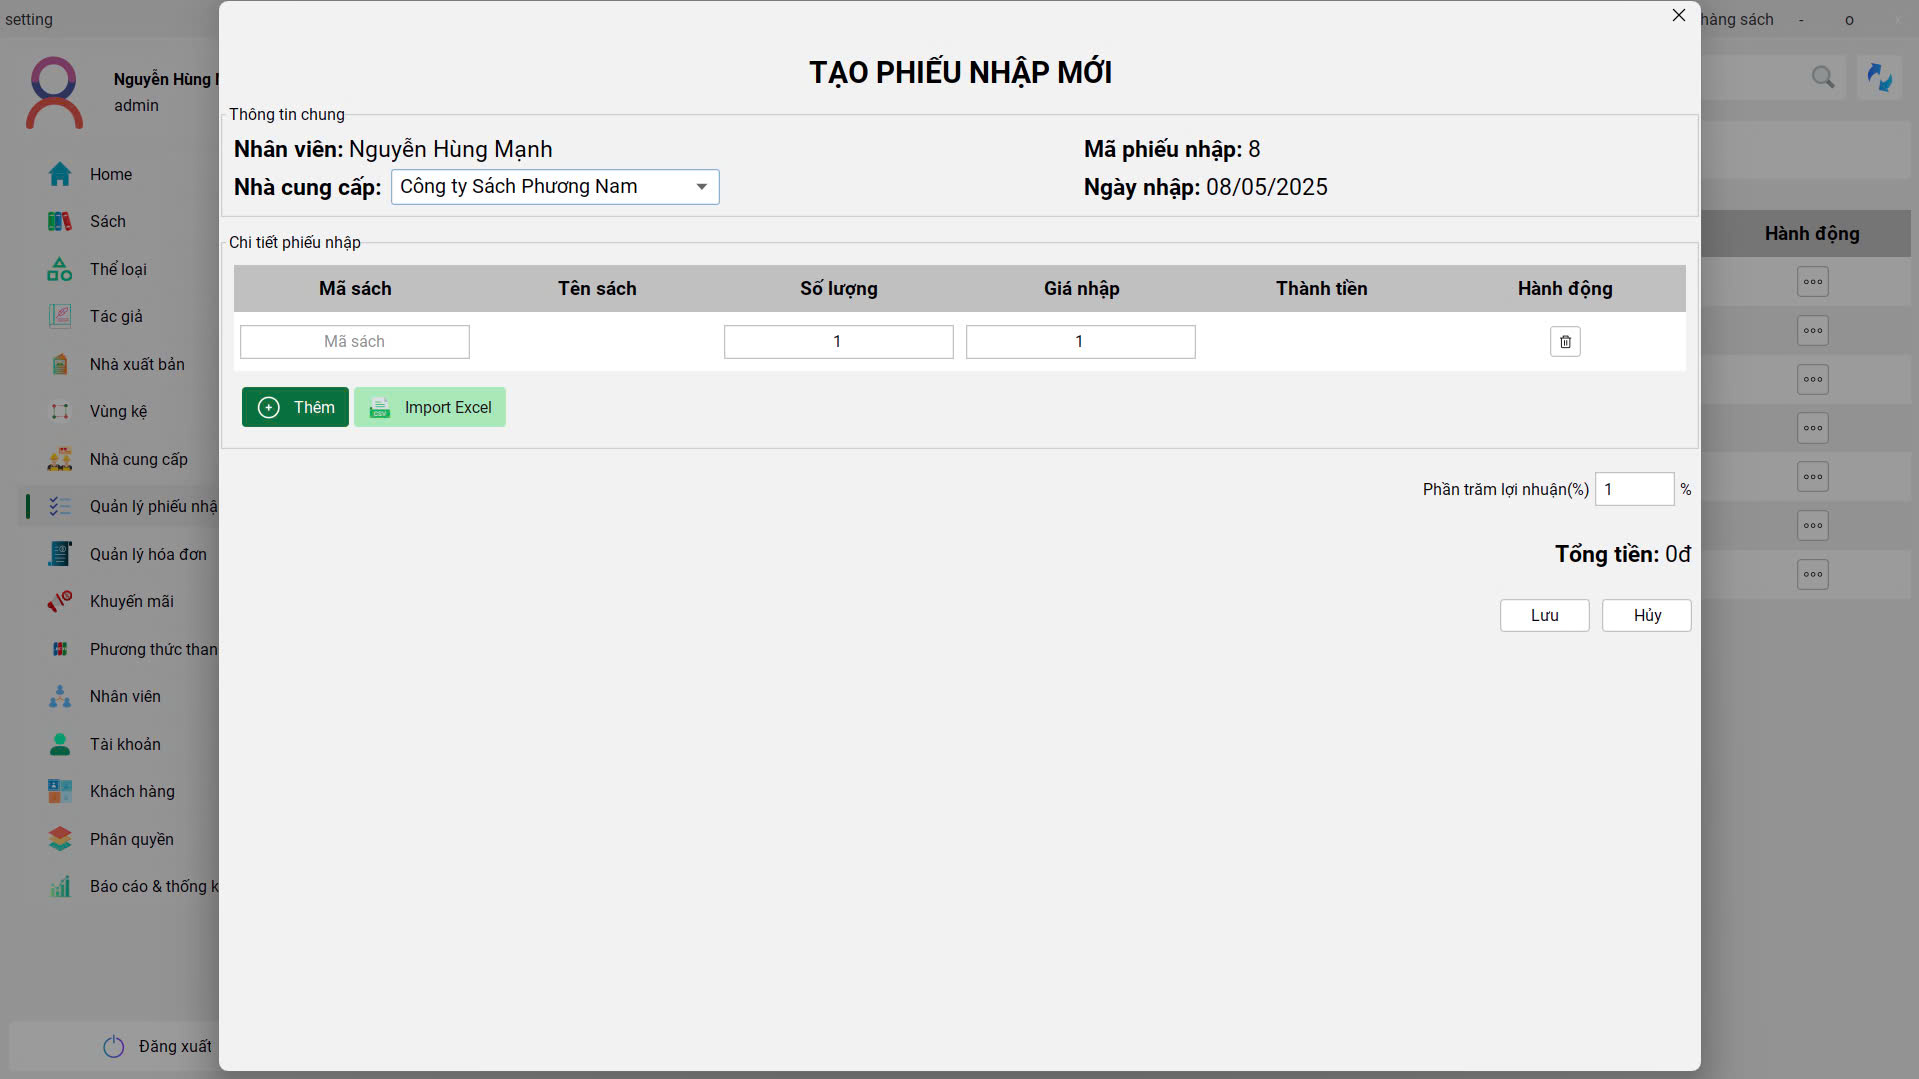 setting
hàng sách - o x
Nguyễn Hùng
admin
Home
Sách
Thể loại
Tác giả
Nhà xuất bản
Vùng kệ
Nhà cung cấp
Quản lý phiếu nhậ
Quản lý hóa đơn
Khuyến mãi
Phương thức than
Nhân viên
Tài khoản
Khách hàng
Phân quyền
Báo cáo & thống k
Đăng xuất
TẠO PHIẾU NHẬP MỚI
Thông tin chung
Nhân viên: Nguyễn Hùng Mạnh
Mã phiếu nhập: 8
Nhà cung cấp: Công ty Sách Phương Nam
Ngày nhập: 08/05/2025
Chi tiết phiếu nhập
Mã sách Tên sách Số lượng Giá nhập Thành tiền Hành động
Mã sách 1 1
Thêm
CSV Import Excel
Phần trăm lợi nhuận(%) 1 %
Tổng tiền: 0đ
Lưu Hủy
Hành động